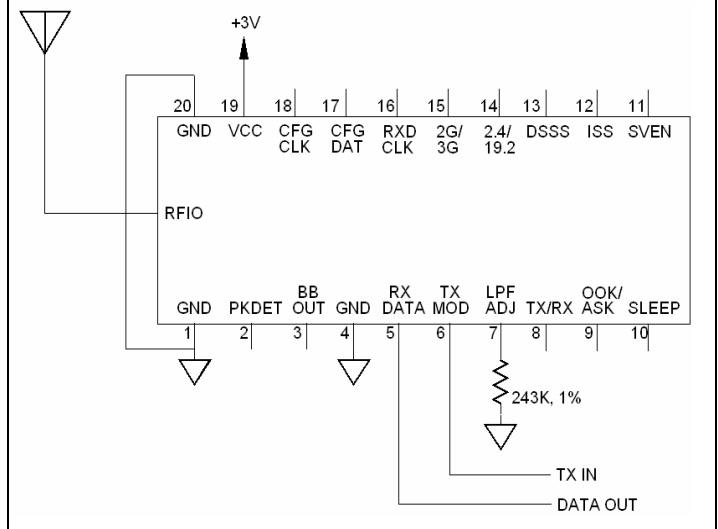 +3V
20 19 18 17 16 15 14 13 12 11
GND VCC CFG CFG RXD 2G/ 2.4/ DSSS ISS SVEN
CLK DAT CLK 3G 19.2
RFIO
BB RX TX LPF OOK/
GND PKDET OUT GND DATA MOD ADJ TX/RX ASK SLEEP
1 2 3 4 5 6 7 8 9 10
243K, 1%
TX IN
DATA OUT